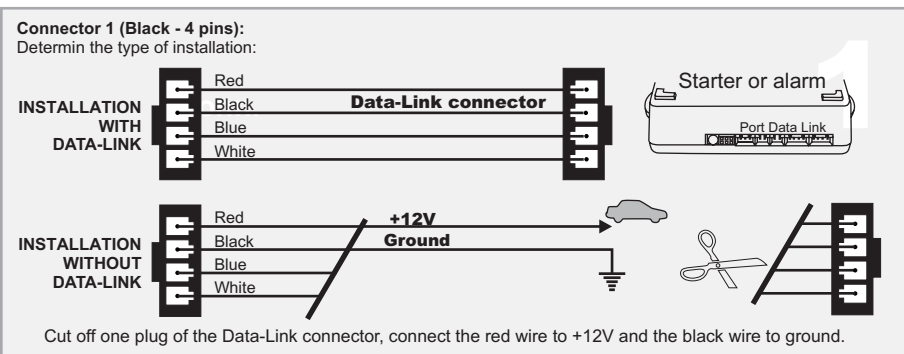 Connector 1 (Black - 4 pins):
Determin the type of installation:
1
INSTALLATION
WITH
DATA-LINK
Red
Black
Blue
White
Data-Link connector
Starter or alarm
Port Data Link
INSTALLATION
WITHOUT
DATA-LINK
Red
Black
Blue
White
+12V
Ground
Cut off one plug of the Data-Link connector, connect the red wire to +12V and the black wire to ground.